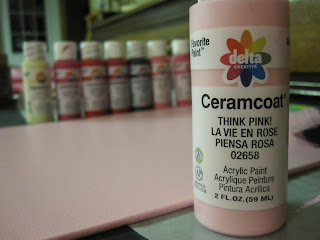 Favorite
Paint™
delta
CREATIVE
Ceramcoat®
THINK PINK!
LA VIE EN ROSE
PIENSA ROSA
02658
Acrylic Paint
Acrylique Peinture
Pintura Acrílica
2 FL.OZ.(59 ML)